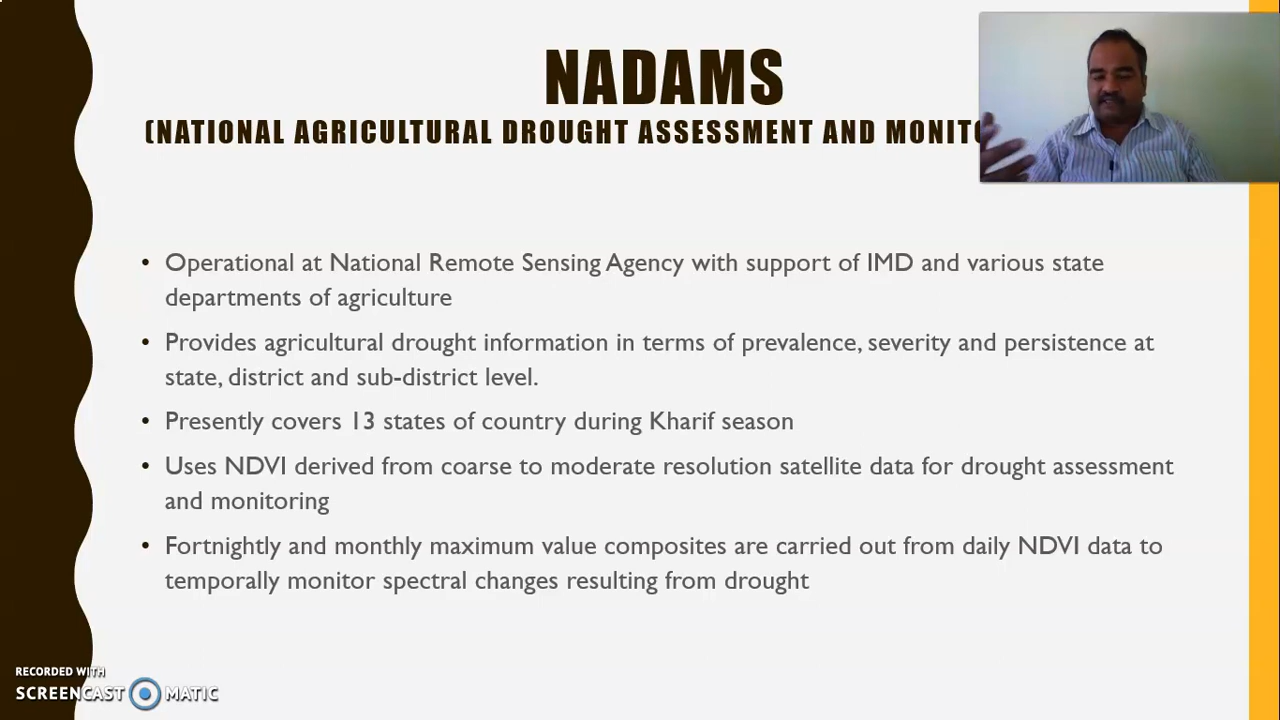 NADAMS
(NATIONAL AGRICULTURAL DROUGHT ASSESSMENT AND
• Operational at National Remote Sensing Agency with support of IMD and various state
departments of agriculture
• Provides agricultural drought information in terms of prevalence, severity and persistence at
state, district and sub-district level.
• Presently covers 13 states of country during Kharif season
• Uses NDVI derived from coarse to moderate resolution satellite data for drought assessment
and monitoring
• Fortnightly and monthly maximum value composites are carried out from daily NDVI data to
temporally monitor spectral changes resulting from drought
RECORDED WITH
SCREENCAST MATIC